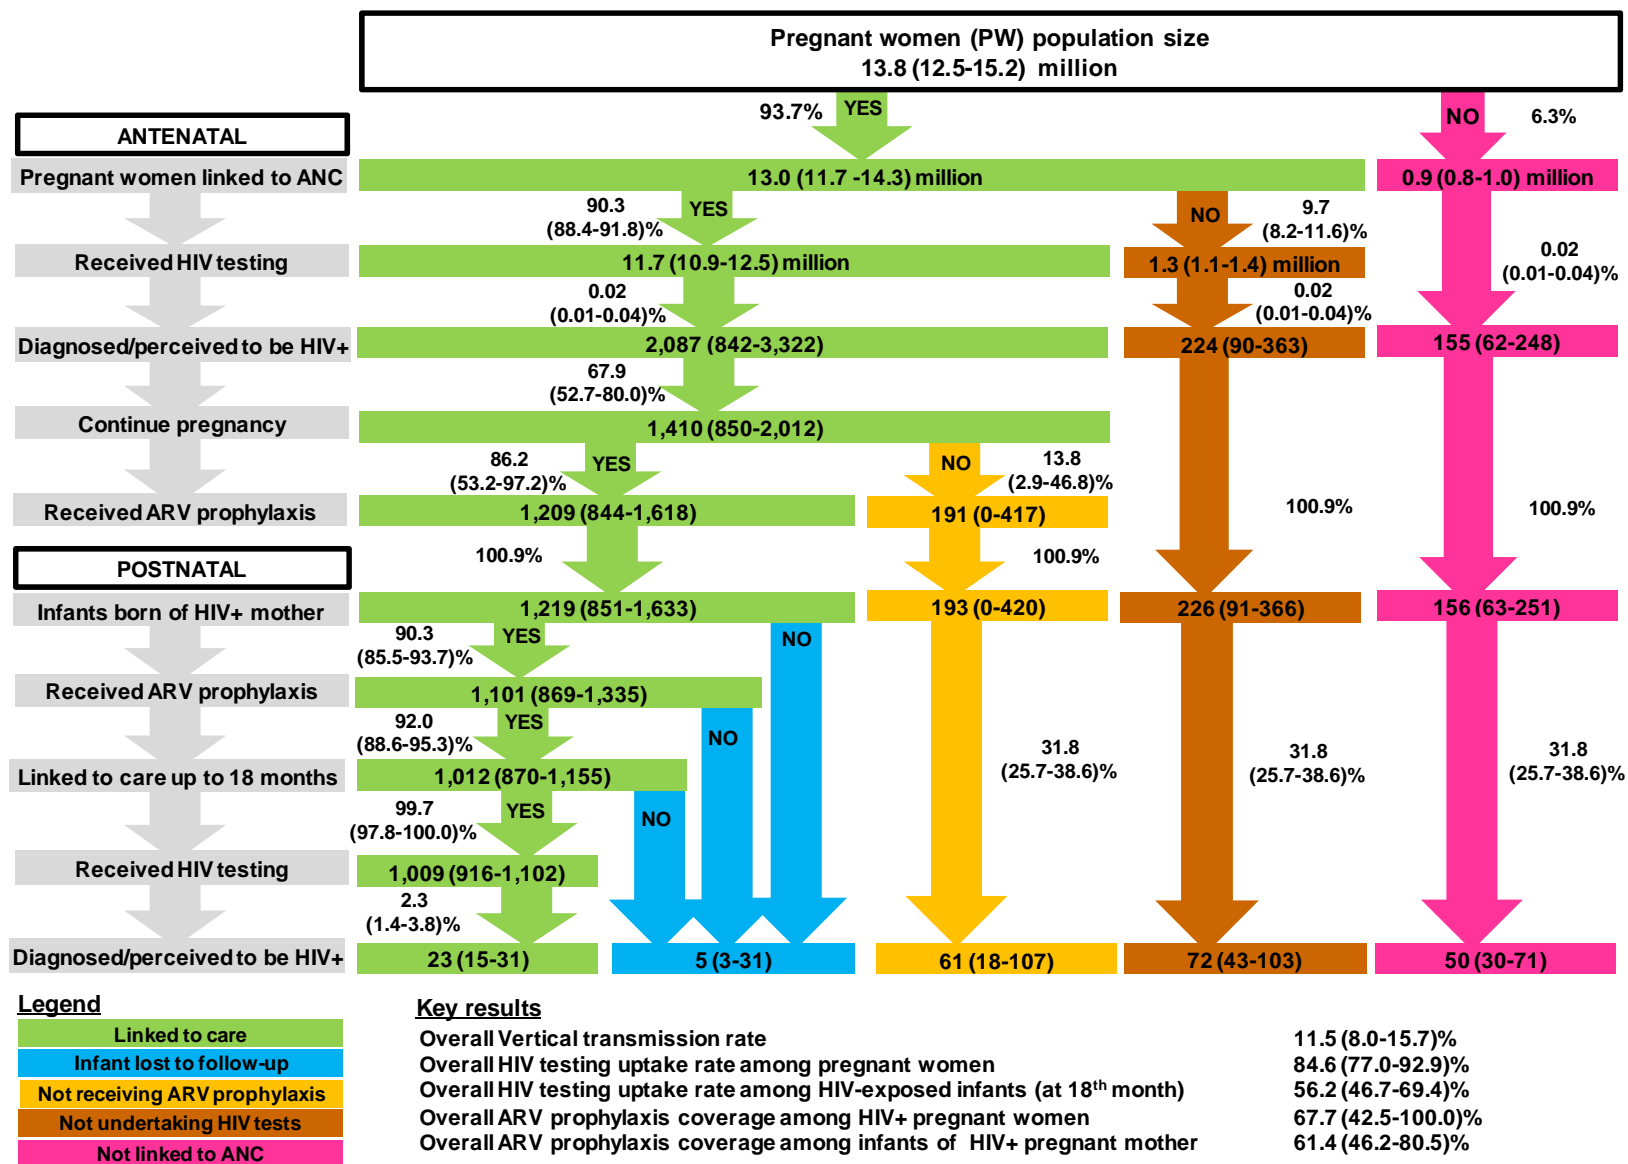 Pregnant women (PW) population size
13.8 (12.5-15.2) million
93.7%
YES
NO
6.3%
ANTENATAL
Pregnant women linked to ANC
13.0 (11.7 -14.3) million
0.9 (0.8-1.0) million
90.3
(88.4-91.8)%
YES
NO
9.7
(8.2-11.6)%
0.02
(0.01-0.04)%
Received HIV testing
11.7 (10.9-12.5) million
1.3 (1.1-1.4) million
0.02
(0.01-0.04)%
0.02
(0.01-0.04)%
Diagnosed/perceived to be HIV+
2,087 (842-3,322)
224 (90-363)
155 (62-248)
67.9
(52.7-80.0)%
Continue pregnancy
1,410 (850-2,012)
86.2
(53.2-97.2)%
YES
NO
13.8
(2.9-46.8)%
100.9%
100.9%
Received ARV prophylaxis
1,209 (844-1,618)
191 (0-417)
100.9%
100.9%
POSTNATAL
Infants born of HIV+ mother
1,219 (851-1,633)
193 (0-420)
226 (91-366)
156 (63-251)
90.3
(85.5-93.7)%
YES
NO
Received ARV prophylaxis
1,101 (869-1,335)
92.0
(88.6-95.3)%
YES
NO
31.8
(25.7-38.6)%
31.8
(25.7-38.6)%
31.8
(25.7-38.6)%
Linked to care up to 18 months
1,012 (870-1,155)
99.7
(97.8-100.0)%
YES
NO
Received HIV testing
1,009 (916-1,102)
2.3
(1.4-3.8)%
Diagnosed/perceived to be HIV+
23 (15-31)
5 (3-31)
61 (18-107)
72 (43-103)
50 (30-71)
Legend
Linked to care
Infant lost to follow-up
Not receiving ARV prophylaxis
Not undertaking HIV tests
Not linked to ANC
Key results
Overall Vertical transmission rate 11.5 (8.0-15.7)%
Overall HIV testing uptake rate among pregnant women 84.6 (77.0-92.9)%
Overall HIV testing uptake rate among HIV-exposed infants (at 18th month) 56.2 (46.7-69.4)%
Overall ARV prophylaxis coverage among HIV+ pregnant women 67.7 (42.5-100.0)%
Overall ARV prophylaxis coverage among infants of HIV+ pregnant mother 61.4 (46.2-80.5)%